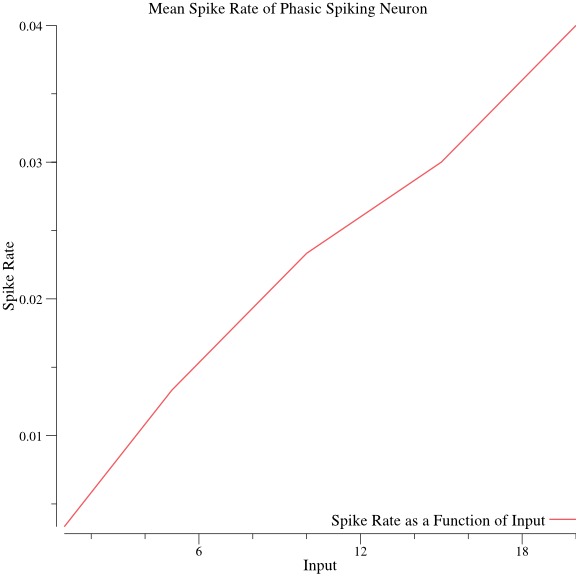 Mean Spike Rate of Phasic Spiking Neuron
0.04
0.03
0.02
0.01
Spike Rate
Spike Rate as a Function of Input
6 12 18
Input